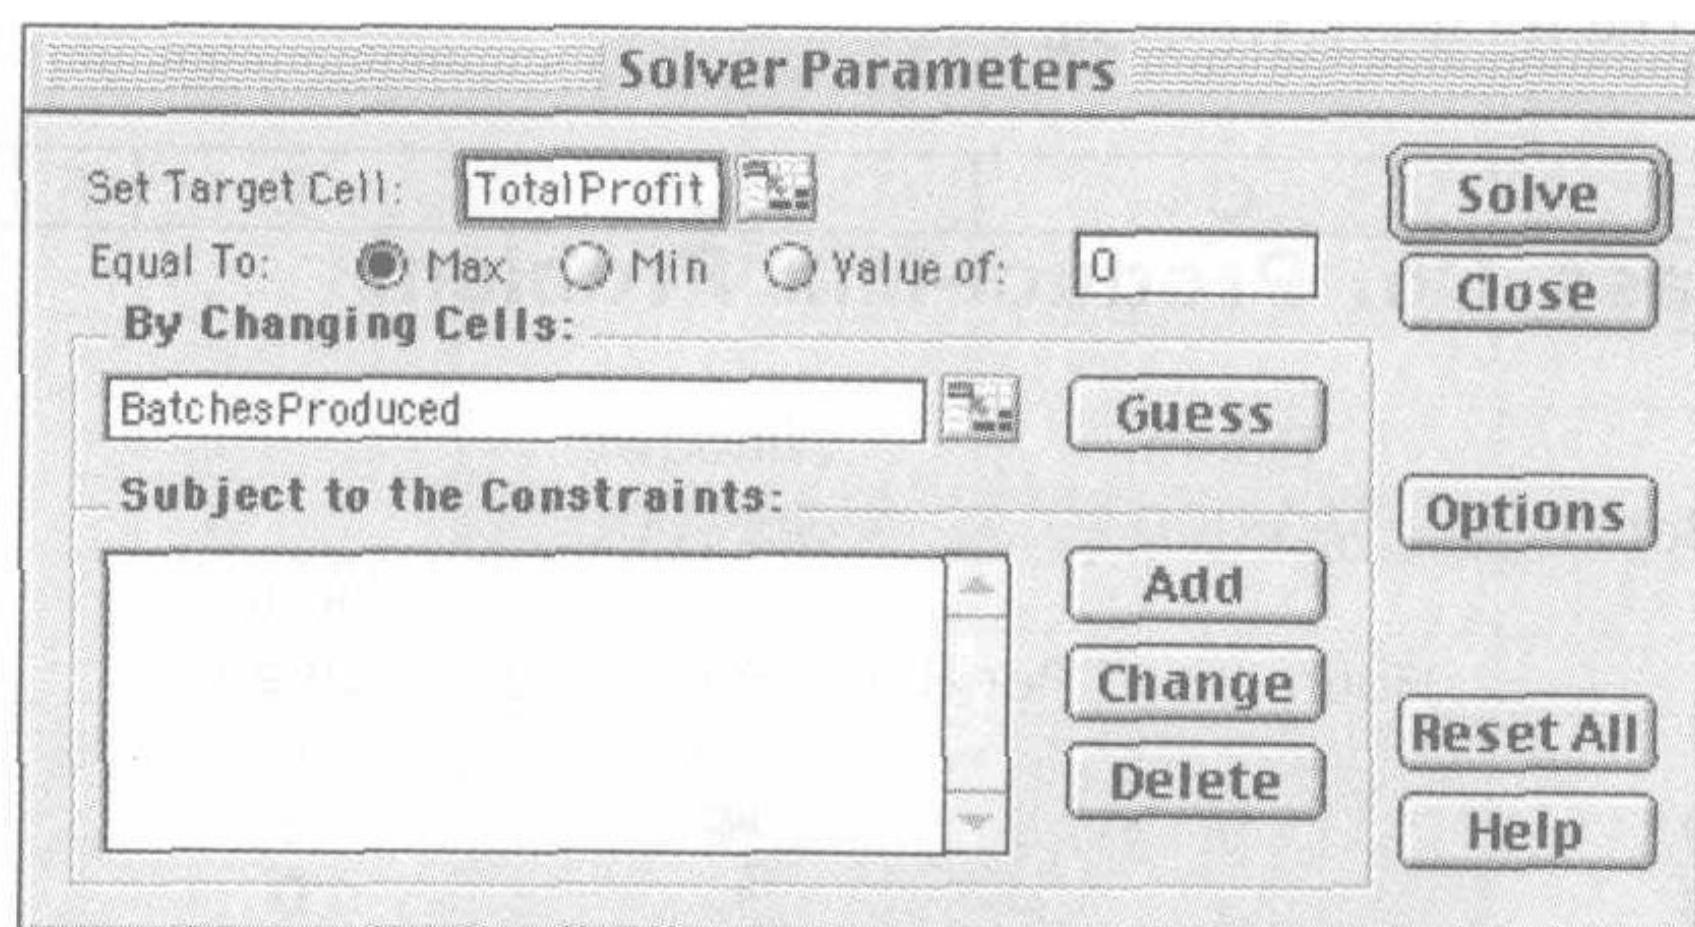 Solver Parameters
Set Target Cell: TotalProfit
Solve
Equal To: Max Min Value of: 0
Close
By Changing Cells:
BatchesProduced
Guess
Subject to the Constraints:
Options
Add
Change
Reset All
Delete
Help